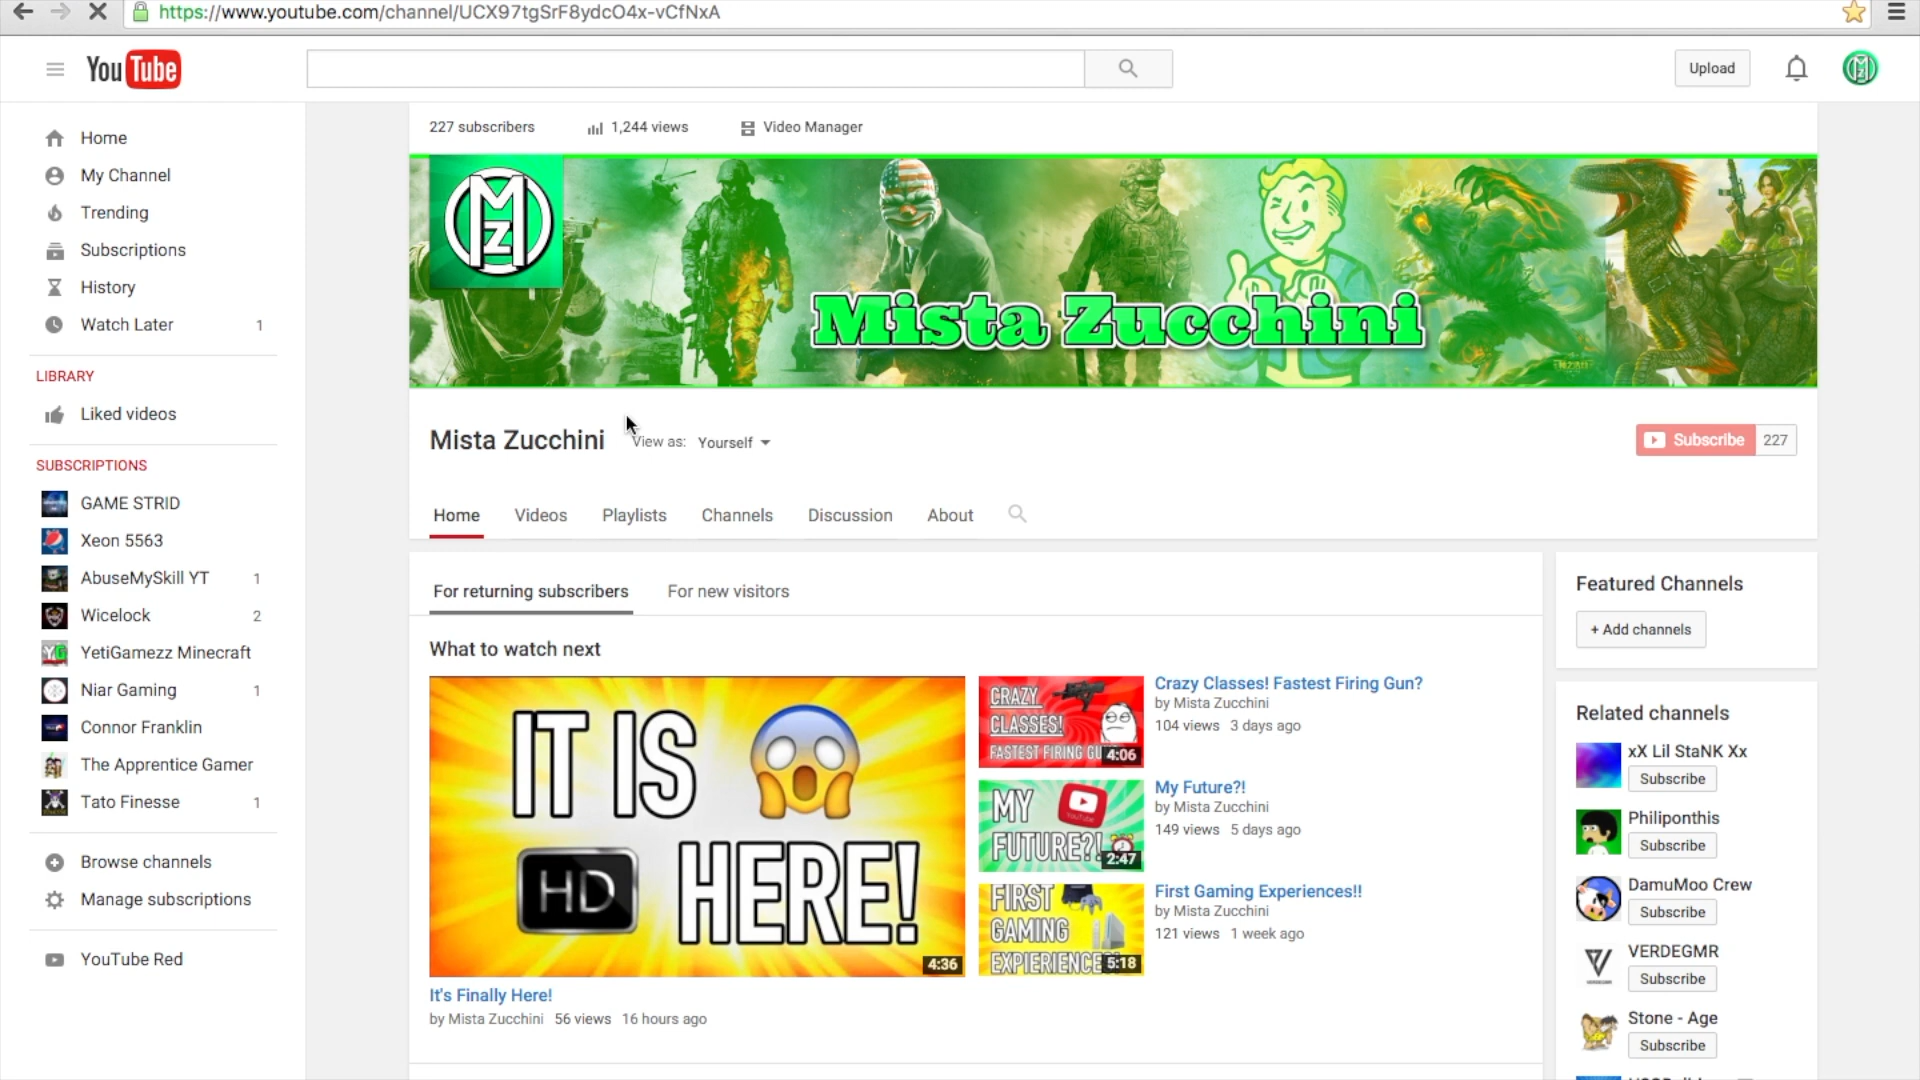 https://www.youtube.com/channel/UCX97tgSrF8ydcO4x-vCfNxA
YouTube
Upload
Home
My Channel
Trending
Subscriptions
History
Watch Later 1
LIBRARY
Liked videos
SUBSCRIPTIONS
GAME STRID
Xeon 5563
AbuseMySkill YT 1
Wicelock 2
YetiGamezz Minecraft
Niar Gaming 1
Connor Franklin
The Apprentice Gamer
Tato Finesse 1
Browse channels
Manage subscriptions
YouTube Red
227 subscribers 1,244 views Video Manager
MZ
Mista Zucchini
Mista Zucchini View as: Yourself
Subscribe 227
Home Videos Playlists Channels Discussion About
For returning subscribers For new visitors
What to watch next
IT IS
HD HERE!
4:36
It's Finally Here!
by Mista Zucchini 56 views 16 hours ago
CRAZY
CLASSES!
FASTEST FIRING GU
4:06
Crazy Classes! Fastest Firing Gun?
by Mista Zucchini
104 views 3 days ago
MY
FUTURE?!
2:47
My Future?!
by Mista Zucchini
149 views 5 days ago
FIRST
GAMING
EXPIERIENCE
5:18
First Gaming Experiences!!
by Mista Zucchini
121 views 1 week ago
Featured Channels
+ Add channels
Related channels
xX Lil StaNK Xx
Subscribe
Philiponthis
Subscribe
DamuMoo Crew
Subscribe
VERDEGMR
Subscribe
Stone - Age
Subscribe